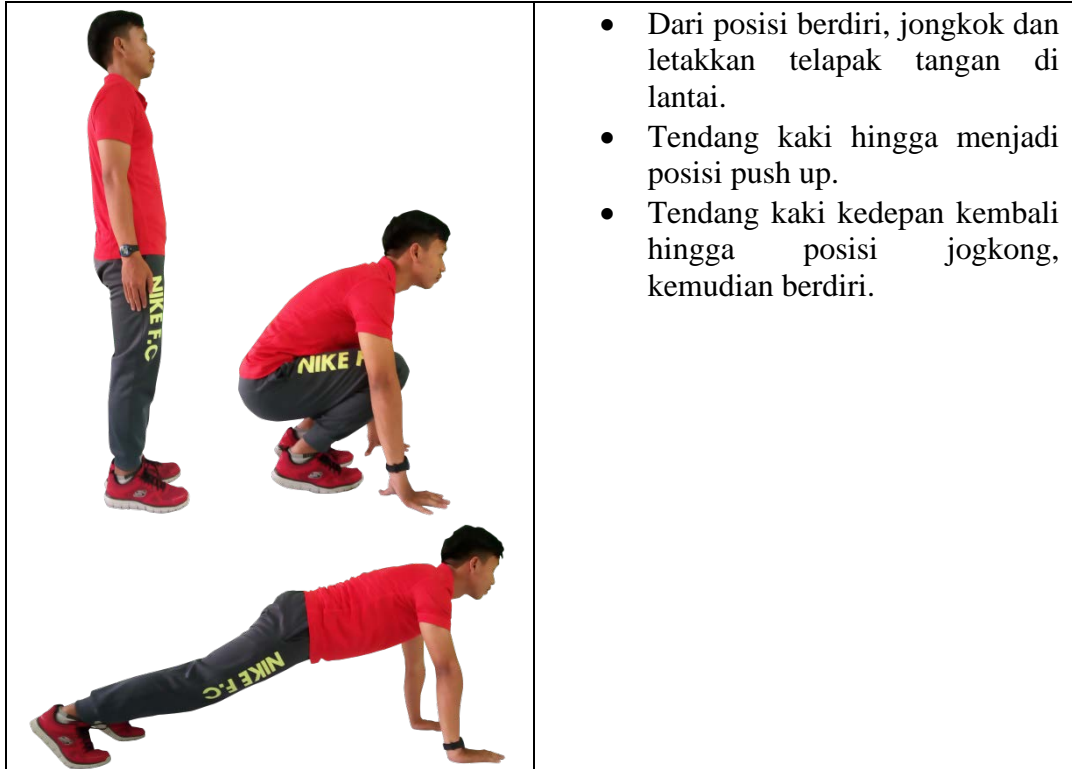 • Dari posisi berdiri, jongkok dan
letakkan telapak tangan di
lantai.
• Tendang kaki hingga menjadi
posisi push up.
• Tendang kaki kedepan kembali
hingga posisi jogkong,
kemudian berdiri.
NIKE F.C
NIKE F
NIKE F.C